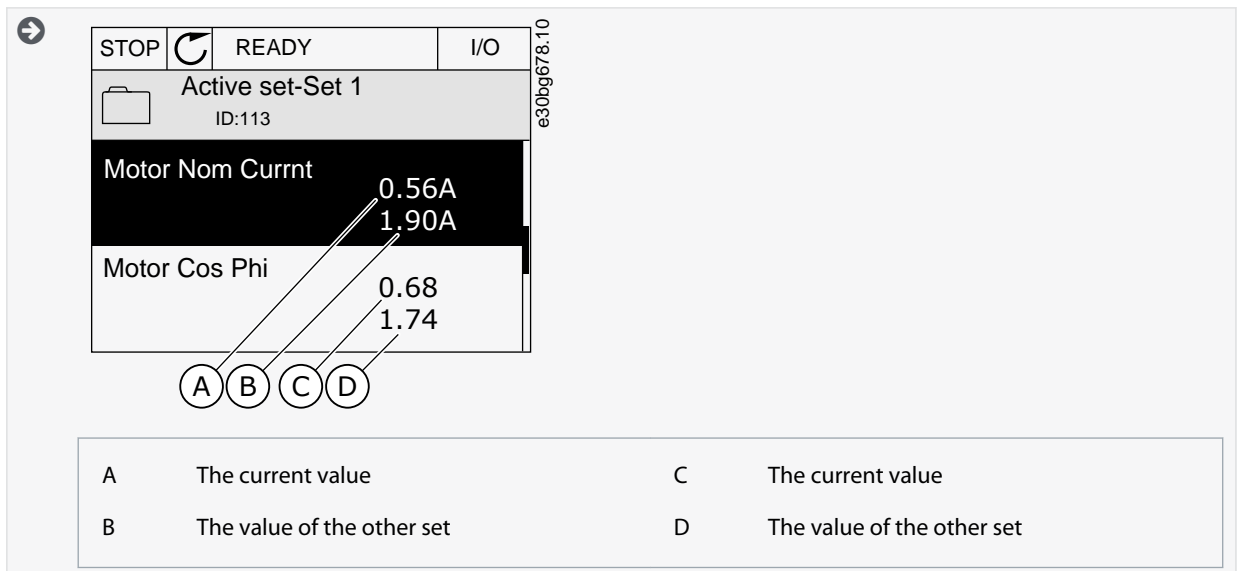 STOP READY I/O
Active set-Set 1
ID:113
Motor Nom Currnt
0.56A
1.90A
Motor Cos Phi
0.68
1.74
A B C D
e30bg678.10
A The current value C The current value
B The value of the other set D The value of the other set